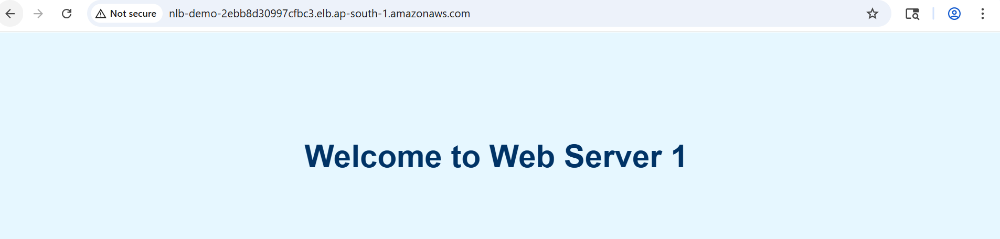 Not secure nlb-demo-2ebb8d30997cfbc3.elb.ap-south-1.amazonaws.com
Welcome to Web Server 1